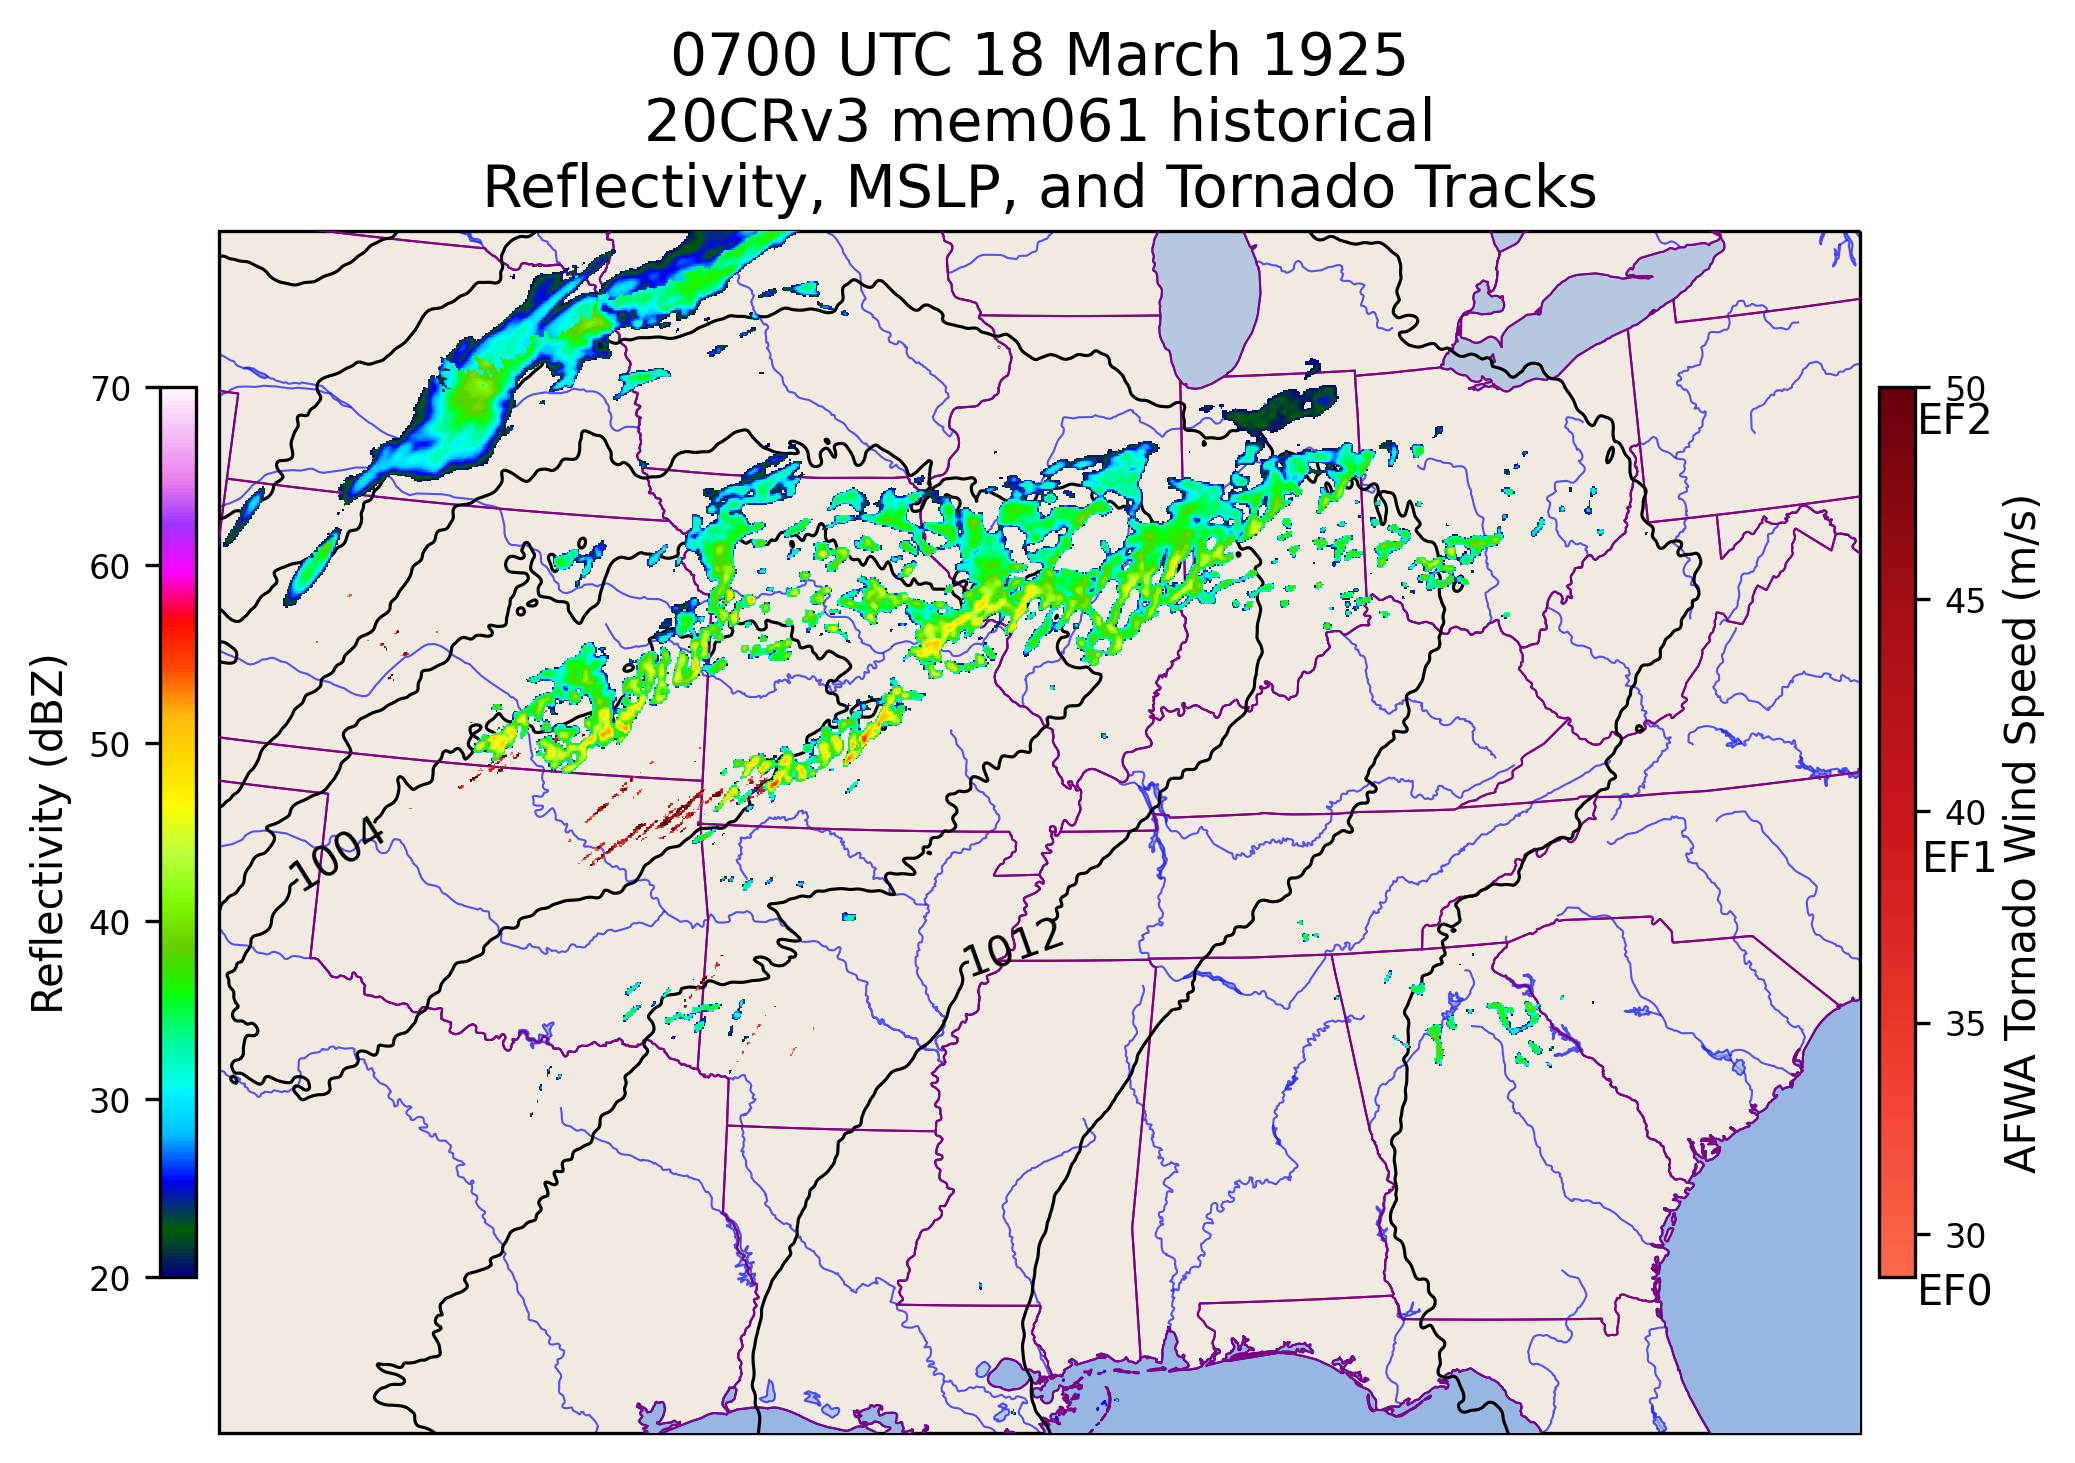 0700 UTC 18 March 1925
20CRv3 mem061 historical
Reflectivity, MSLP, and Tornado Tracks
Reflectivity (dBZ)
70
60
50
40
30
20
1004
1012
50
EF2
45
40
EF1
35
30
EF0
AFWA Tornado Wind Speed (m/s)